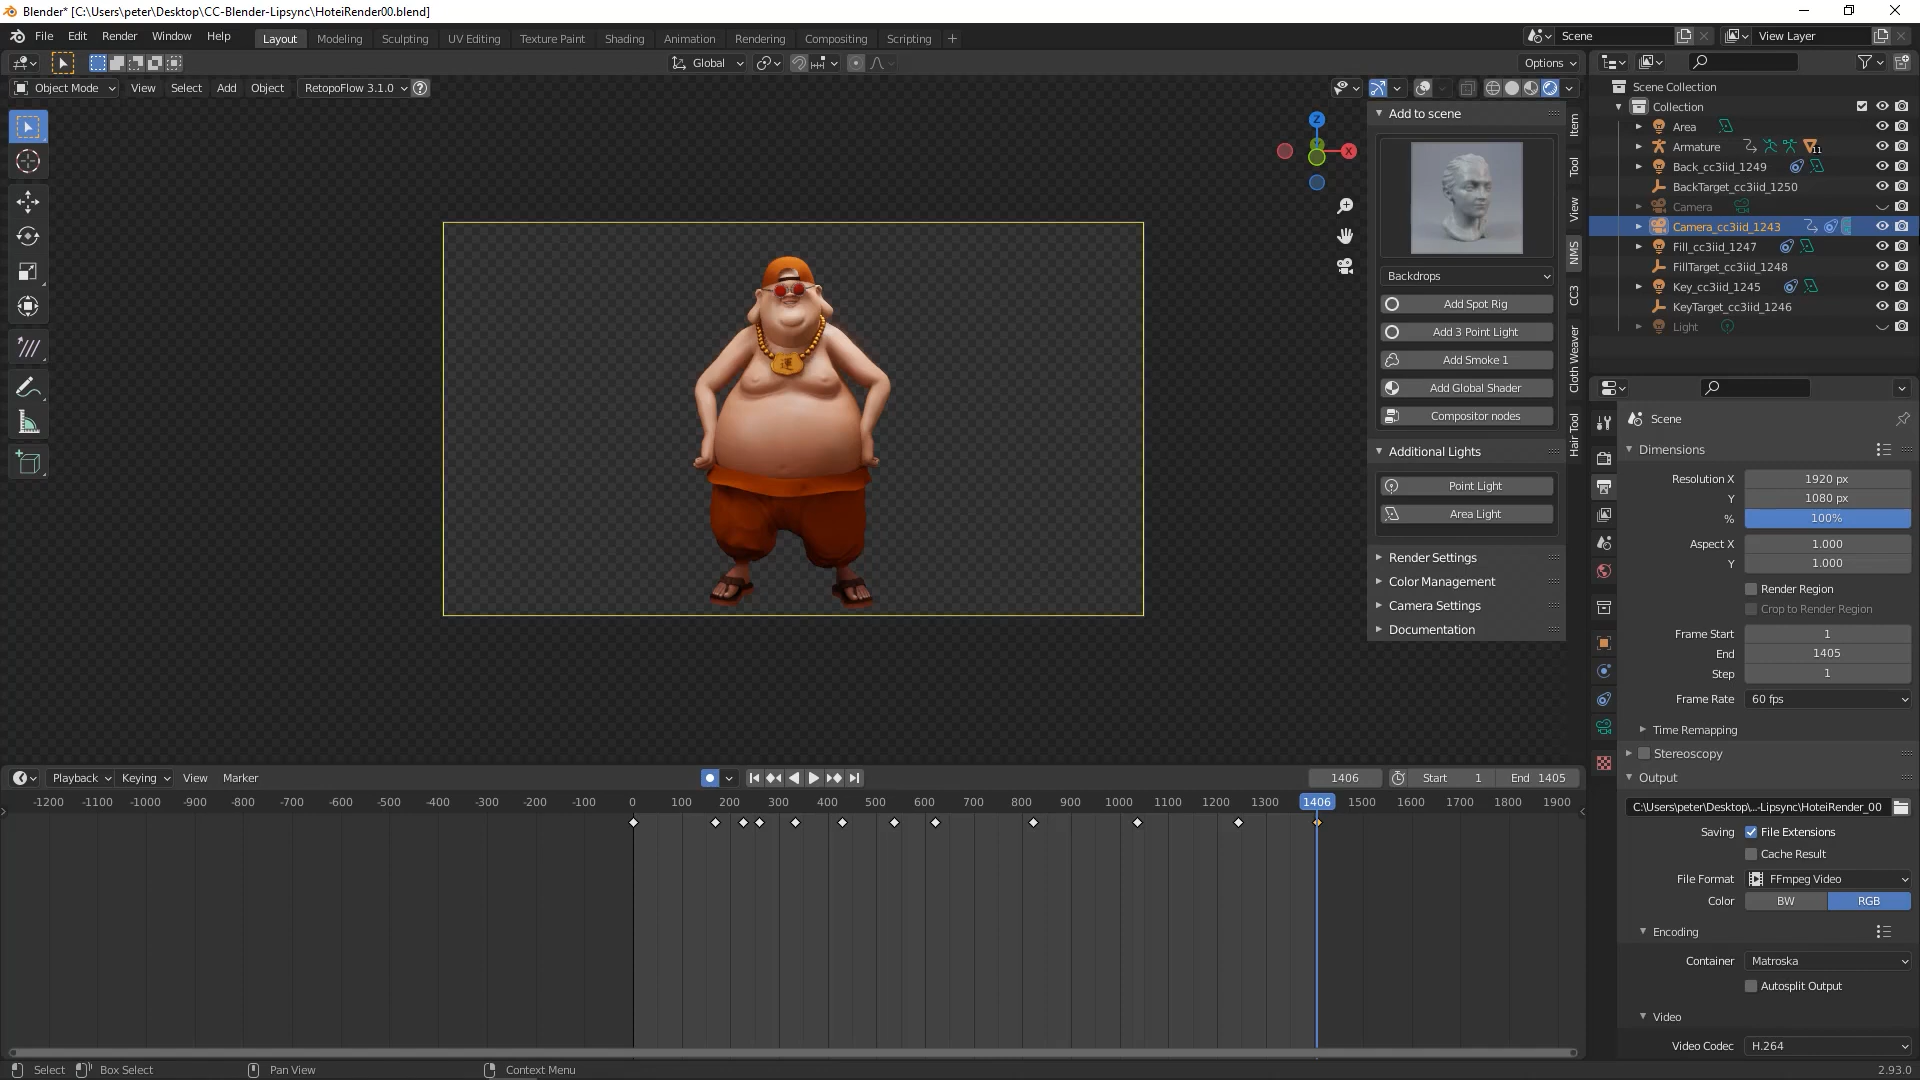 Blender* [C:\Users\peter\Desktop\CC-Blender-Lipsync\HoteiRender00.blend]
File Edit Render Window Help Layout Modeling Sculpting UV Editing Texture Paint Shading Animation Rendering Compositing Scripting + Scene View Layer
Global Options
Object Mode View Select Add Object RetopoFlow 3.1.0
Scene Collection
Collection
Area
Armature 11
Back_cc3iid_1249
BackTarget_cc3iid_1250
Camera
Camera_cc3iid_1243
Fill_cc3iid_1247
FillTarget_cc3iid_1248
Key_cc3iid_1245
KeyTarget_cc3iid_1246
Light
Z
X
運
Add to scene
Backdrops
Add Spot Rig
Add 3 Point Light
Add Smoke 1
Add Global Shader
Compositor nodes
Additional Lights
Point Light
Area Light
Render Settings
Color Management
Camera Settings
Documentation
Item
Tool
View
NMS
CC3
Cloth Weaver
Hair Tool
Scene
Dimensions
Resolution X 1920 px
Y 1080 px
% 100%
Aspect X 1.000
Y 1.000
Render Region
Crop to Render Region
Frame Start 1
End 1405
Step 1
Frame Rate 60 fps
Time Remapping
Stereoscopy
Output
C:\Users\peter\Desktop\...-Lipsync\HoteiRender_00
Saving File Extensions
Cache Result
File Format FFmpeg Video
Color BW RGB
Encoding
Container Matroska
Autosplit Output
Video
Video Codec H.264
Playback Keying View Marker 1406 Start 1 End 1405
-1200 -1100 -1000 -900 -800 -700 -600 -500 -400 -300 -200 -100 0 100 200 300 400 500 600 700 800 900 1000 1100 1200 1300 1406 1500 1600 1700 1800 1900
Select Box Select Pan View Context Menu 2.93.0